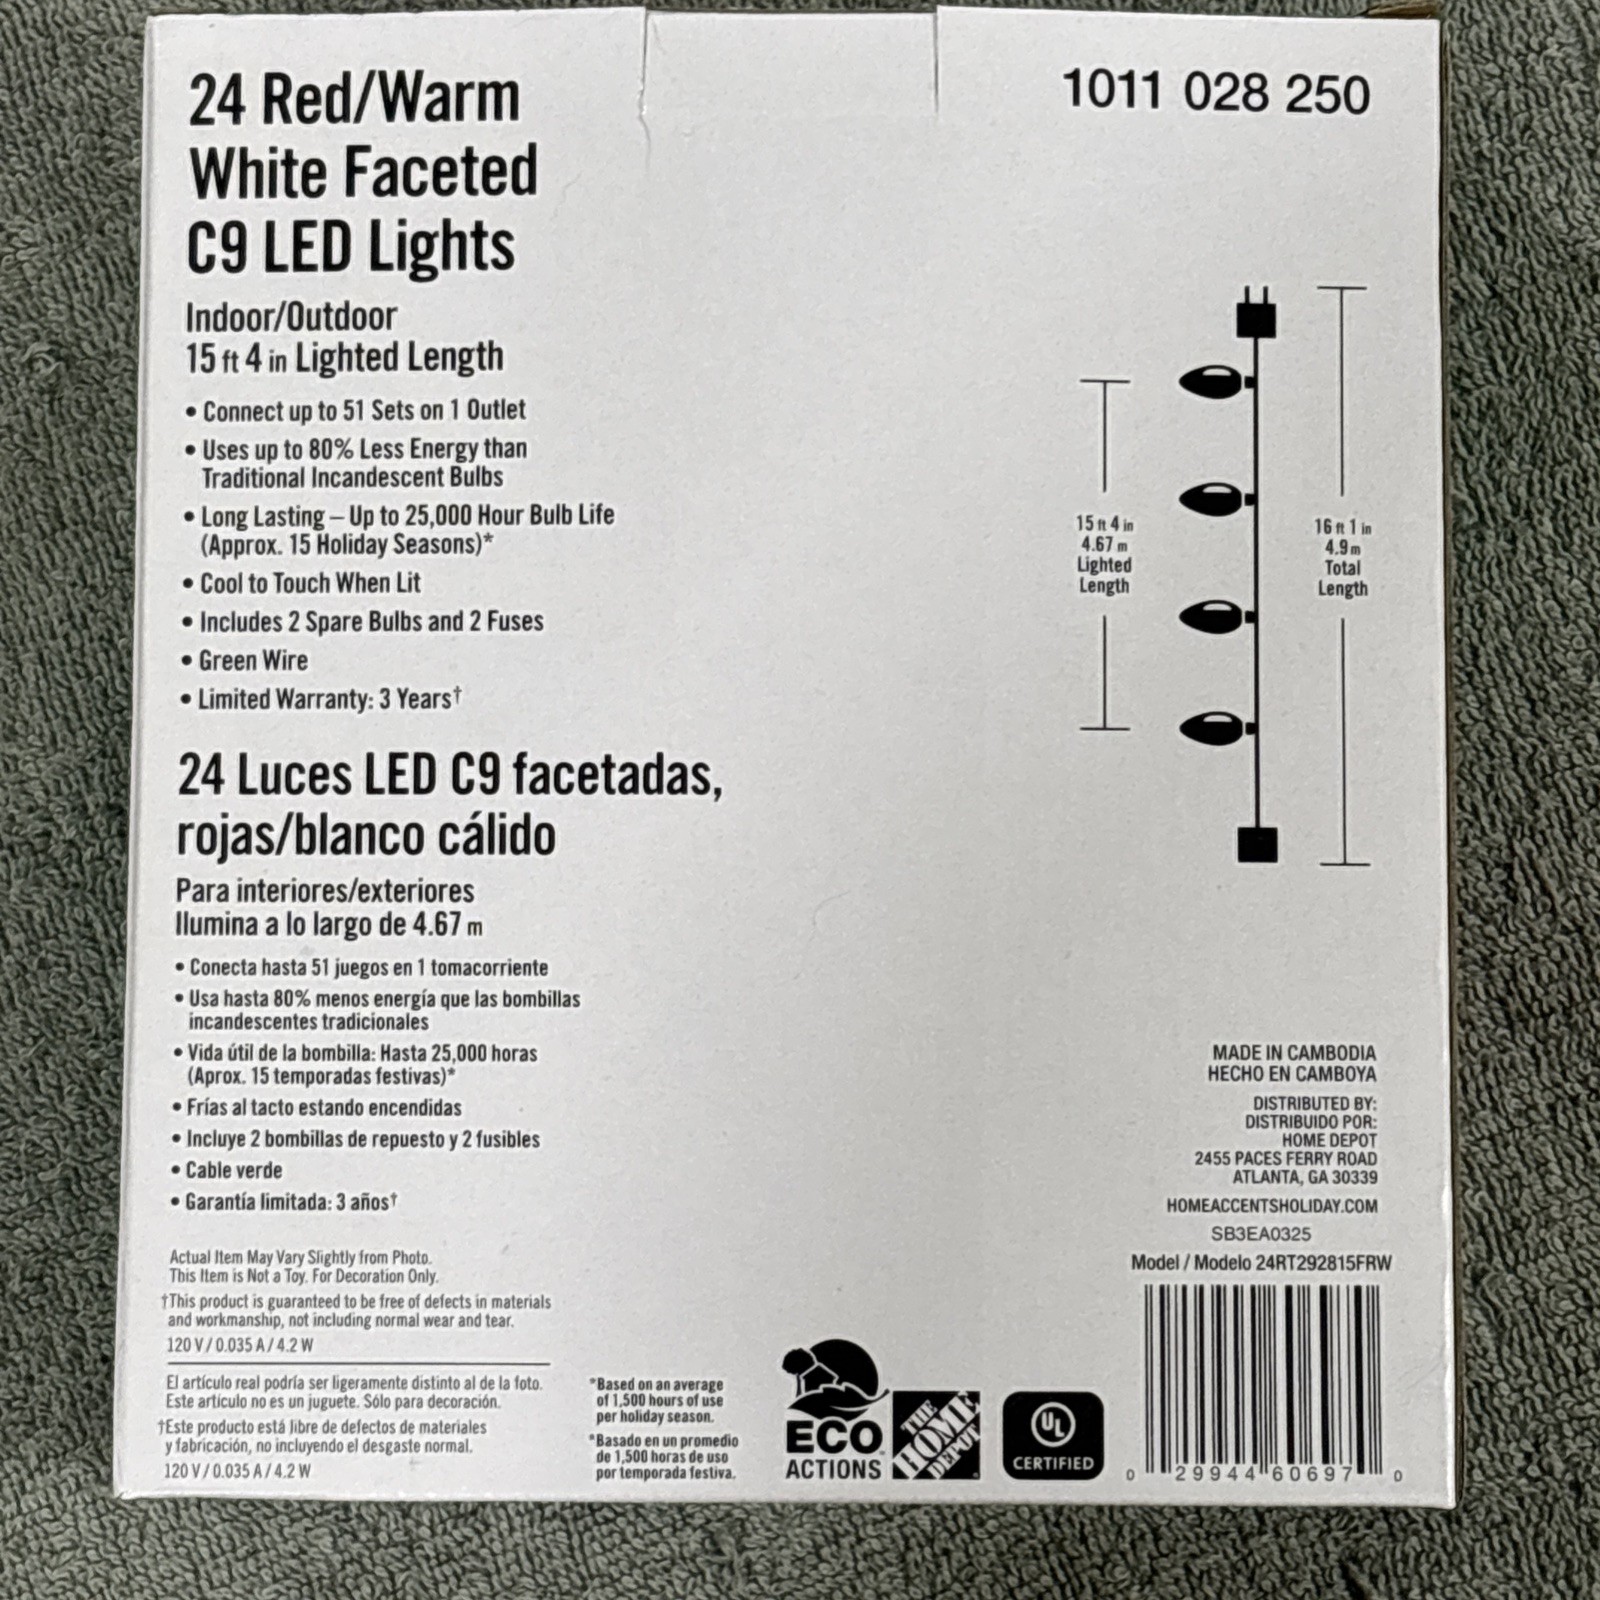 24 Red/Warm
White Faceted
C9 LED Lights
1011 028 250
Indoor/Outdoor
15 ft 4 in Lighted Length
• Connect up to 51 Sets on 1 Outlet
• Uses up to 80% Less Energy than
Traditional Incandescent Bulbs
• Long Lasting – Up to 25,000 Hour Bulb Life
(Approx. 15 Holiday Seasons)*
• Cool to Touch When Lit
• Includes 2 Spare Bulbs and 2 Fuses
• Green Wire
• Limited Warranty: 3 Years†
15 ft 4 in
4.67 m
Lighted
Length
16 ft 1 in
4.9 m
Total
Length
24 Luces LED C9 facetadas,
rojas/blanco cálido
Para interiores/exteriores
Ilumina a lo largo de 4.67 m
• Conecta hasta 51 juegos en 1 tomacorriente
• Usa hasta 80% menos energía que las bombillas
incandescentes tradicionales
• Vida útil de la bombilla: Hasta 25,000 horas
(Aprox. 15 temporadas festivas)*
• Frías al tacto estando encendidas
• Incluye 2 bombillas de repuesto y 2 fusibles
• Cable verde
• Garantía limitada: 3 años†
Actual Item May Vary Slightly from Photo.
This Item is Not a Toy. For Decoration Only.
†This product is guaranteed to be free of defects in materials
and workmanship, not including normal wear and tear.
120 V / 0.035 A / 4.2 W
El artículo real podría ser ligeramente distinto al de la foto.
Este artículo no es un juguete. Sólo para decoración.
†Este producto está libre de defectos de materiales
y fabricación, no incluyendo el desgaste normal.
120 V / 0.035 A / 4.2 W
*Based on an average
of 1,500 hours of use
per holiday season.
*Basado en un promedio
de 1,500 horas de uso
por temporada festiva.
ECO
ACTIONS
THE
HOME
DEPOT
UL
CERTIFIED
MADE IN CAMBODIA
HECHO EN CAMBOYA
DISTRIBUTED BY:
DISTRIBUIDO POR:
HOME DEPOT
2455 PACES FERRY ROAD
ATLANTA, GA 30339
HOMEACCENTSHOLIDAY.COM
SB3EA0325
Model / Modelo 24RT292815FRW
0 29944 60697 0